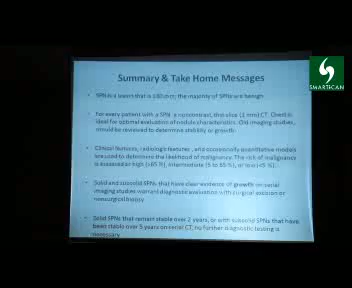 Summary & Take Home Messages
SMARTICAN
SPN is a lesion that is ≤30 mm; the majority of SPNs are benign
For every patient with SPN a noncontrast, thin slice (1 mm) CT Chest is
ideal for optimal evaluation of nodule characteristics. Old imaging studies
should be reviewed to determine stability or growth.
Clinical features, radiologic features, and occasionally quantitative models
are used to determine the likelihood of malignancy. The risk of malignancy
is assessed as high (>65 %), intermediate (5 to 65 %), or low (<5 %).
Solid and subsolid SPNs that have clear evidence of growth on serial
imaging studies warrant diagnostic evaluation with surgical excision or
nonsurgical biopsy
Solid SPNs that remain stable over 2 years, or with subsolid SPNs that have
been stable over 5 years on serial CT, no further diagnostic testing is
necessary